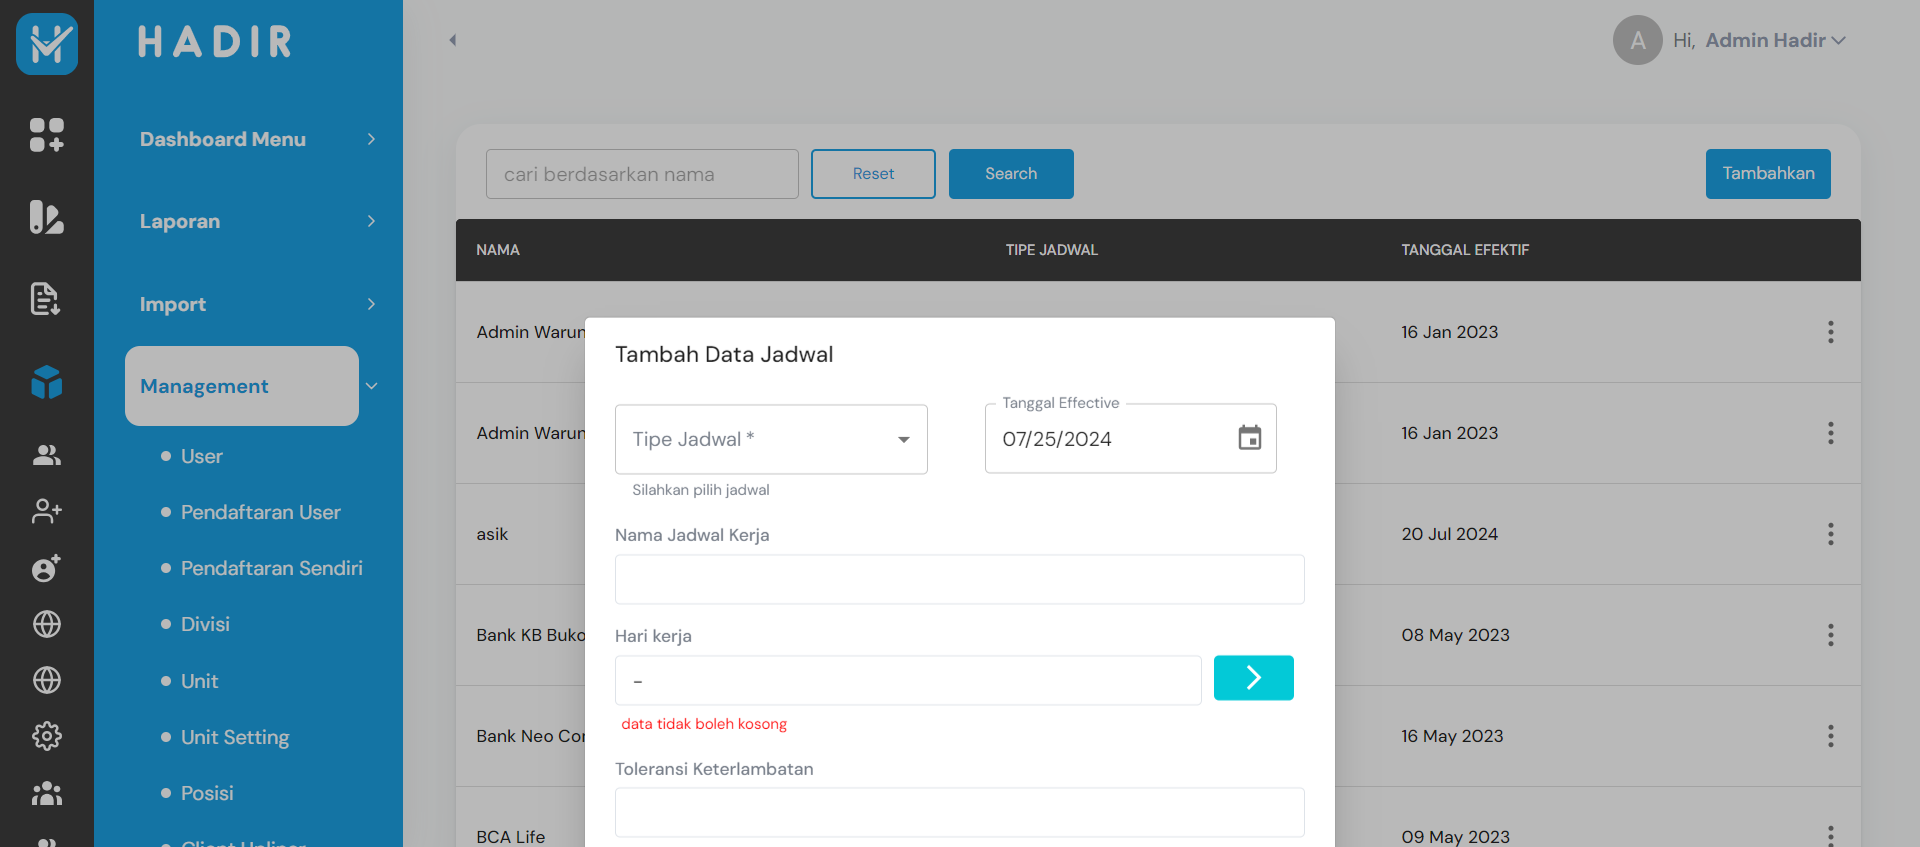 HADIR
A Hi, Admin Hadir
Dashboard Menu
Laporan
Import
Management
User
Pendaftaran User
Pendaftaran Sendiri
Divisi
Unit
Unit Setting
Posisi
cari berdasarkan nama
Reset
Search
Tambahkan
NAMA TIPE JADWAL TANGGAL EFEKTIF
Admin Warun 16 Jan 2023
Admin Warun 16 Jan 2023
asik 20 Jul 2024
Bank KB Buko 08 May 2023
Bank Neo Cor 16 May 2023
BCA Life 09 May 2023
Tambah Data Jadwal
Tipe Jadwal *
Silahkan pilih jadwal
Tanggal Effective
07/25/2024
Nama Jadwal Kerja
Hari kerja
-
data tidak boleh kosong
Toleransi Keterlambatan